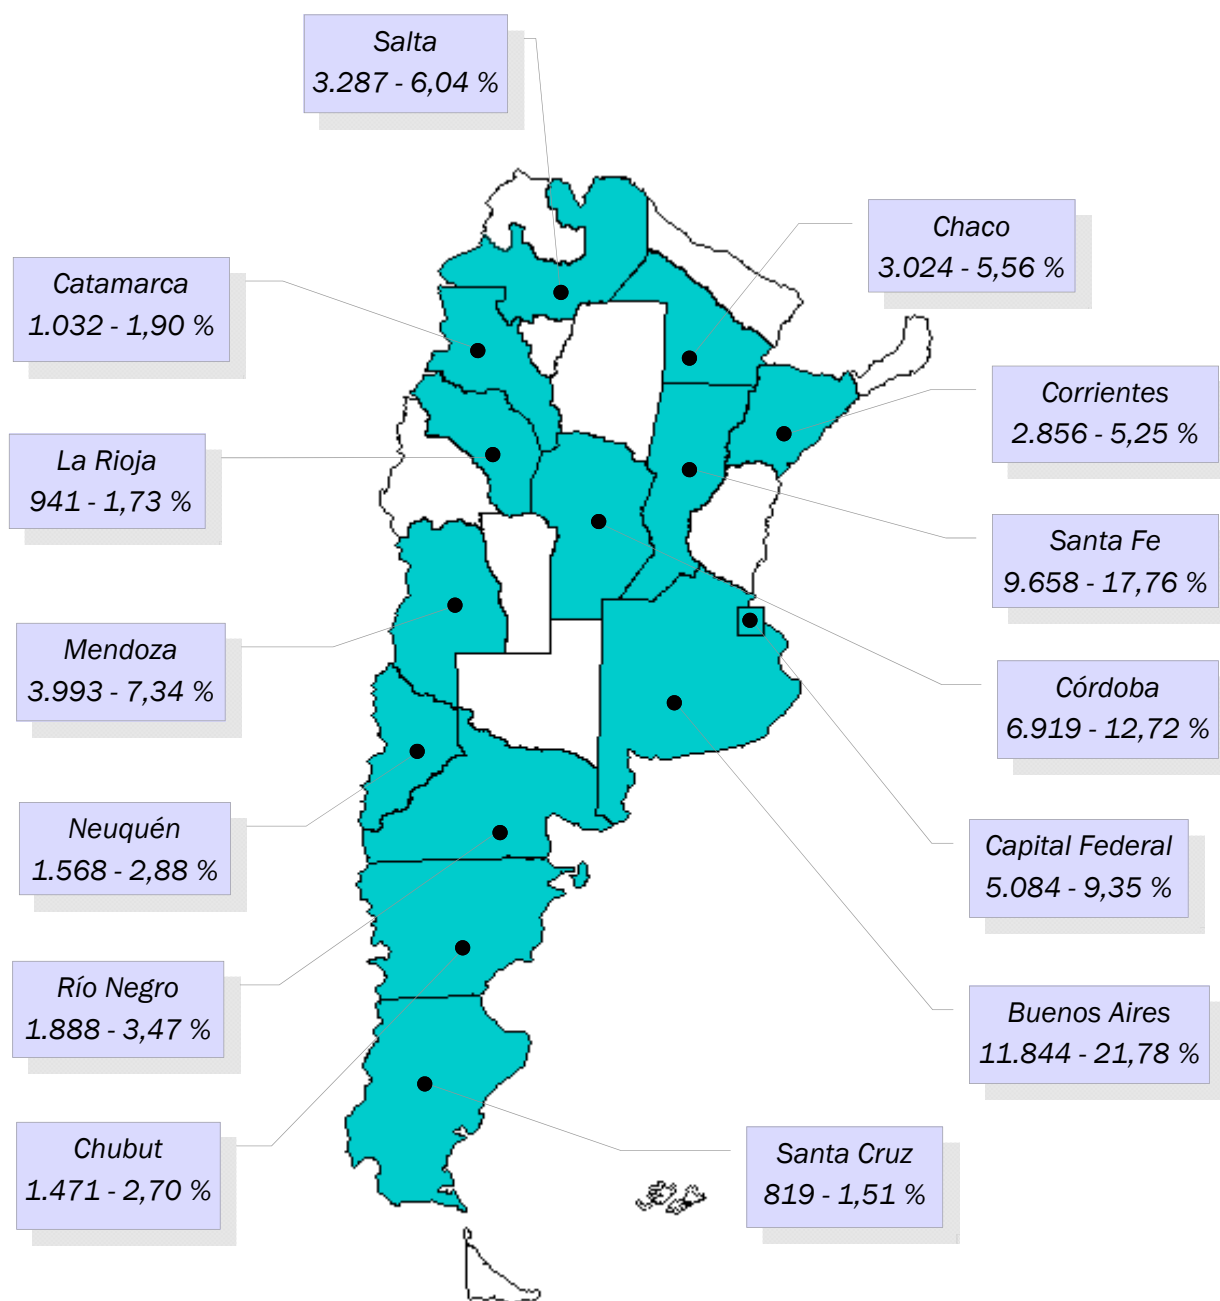 Salta
3.287 - 6,04 %
Chaco
3.024 - 5,56 %
Catamarca
1.032 - 1,90 %
Corrientes
2.856 - 5,25 %
La Rioja
941 - 1,73 %
Santa Fe
9.658 - 17,76 %
Mendoza
3.993 - 7,34 %
Córdoba
6.919 - 12,72 %
Neuquén
1.568 - 2,88 %
Capital Federal
5.084 - 9,35 %
Río Negro
1.888 - 3,47 %
Buenos Aires
11.844 - 21,78 %
Chubut
1.471 - 2,70 %
Santa Cruz
819 - 1,51 %